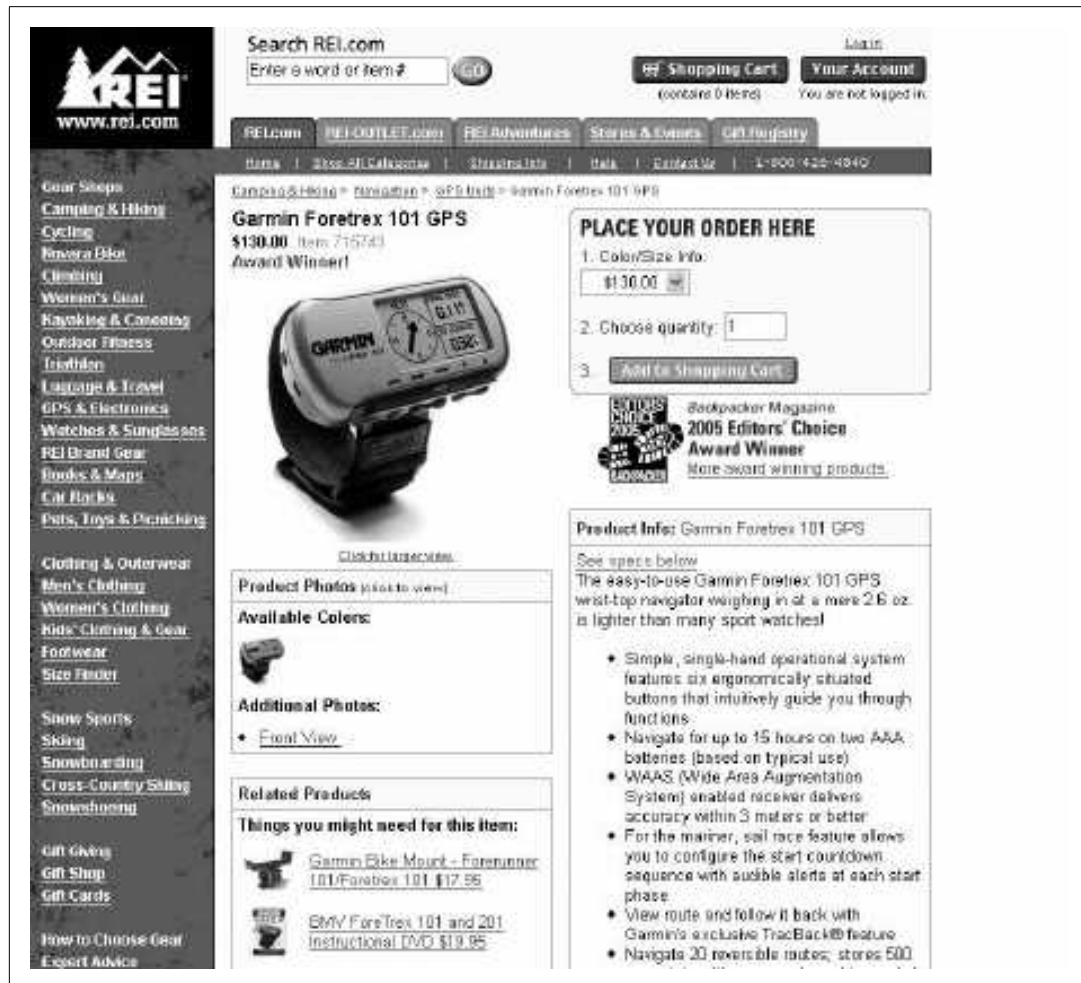 REI
www.rei.com
Search REI.com
Enter a word or item #
GO
Shopping Cart
(contains 0 items)
Log in
Your Account
You are not logged in.
REI.com
REI-OUTLET.com
REI Adventures
Stores & Events
Gift Registry
Home | Shop All Categories | Shipping Info | Help | Contact Us | 1-800-426-4840
Gear Shops
Camping & Hiking
Cycling
Novara Bike
Climbing
Women's Gear
Kayaking & Canoeing
Outdoor Fitness
Triathlon
Luggage & Travel
GPS & Electronics
Watches & Sunglasses
REI Brand Gear
Books & Maps
Car Racks
Pets, Toys & Picnicking
Clothing & Outerwear
Men's Clothing
Women's Clothing
Kids' Clothing & Gear
Footwear
Size Finder
Snow Sports
Skiing
Snowboarding
Cross-Country Skiing
Snowshoeing
Gift Giving
Gift Shop
Gift Cards
How to Choose Gear
Expert Advice
Camping & Hiking > Navigation > GPS Units > Garmin Foretrex 101 GPS
Garmin Foretrex 101 GPS
$130.00 Item 715743
Award Winner!
GARMIN
Click for larger view.
Product Photos (click to view)
Available Colors:
Additional Photos:
• Front View
Related Products
Things you might need for this item:
Garmin Bike Mount - Forerunner
101/Foretrex 101 $17.95
BMV ForeTrex 101 and 201
Instructional DVD $19.95
PLACE YOUR ORDER HERE
1. Color/Size Info:
$130.00
2. Choose quantity: 1
3. Add to Shopping Cart
EDITORS'
CHOICE
2005
BACKPACKER
Backpacker Magazine
2005 Editors' Choice
Award Winner
More award winning products.
Product Info: Garmin Foretrex 101 GPS
See specs below
The easy-to-use Garmin Foretrex 101 GPS
wrist-top navigator weighing in at a mere 2.6 oz.
is lighter than many sport watches!
• Simple, single-hand operational system
features six ergonomically situated
buttons that intuitively guide you through
functions
• Navigate for up to 15 hours on two AAA
batteries (based on typical use)
• WAAS (Wide Area Augmentation
System) enabled receiver delivers
accuracy within 3 meters or better
• For the mariner, sail race feature allows
you to configure the start countdown
sequence with audible alerts at each start
phase
• View route and follow it back with
Garmin's exclusive TracBack® feature
• Navigate 20 reversible routes; stores 500